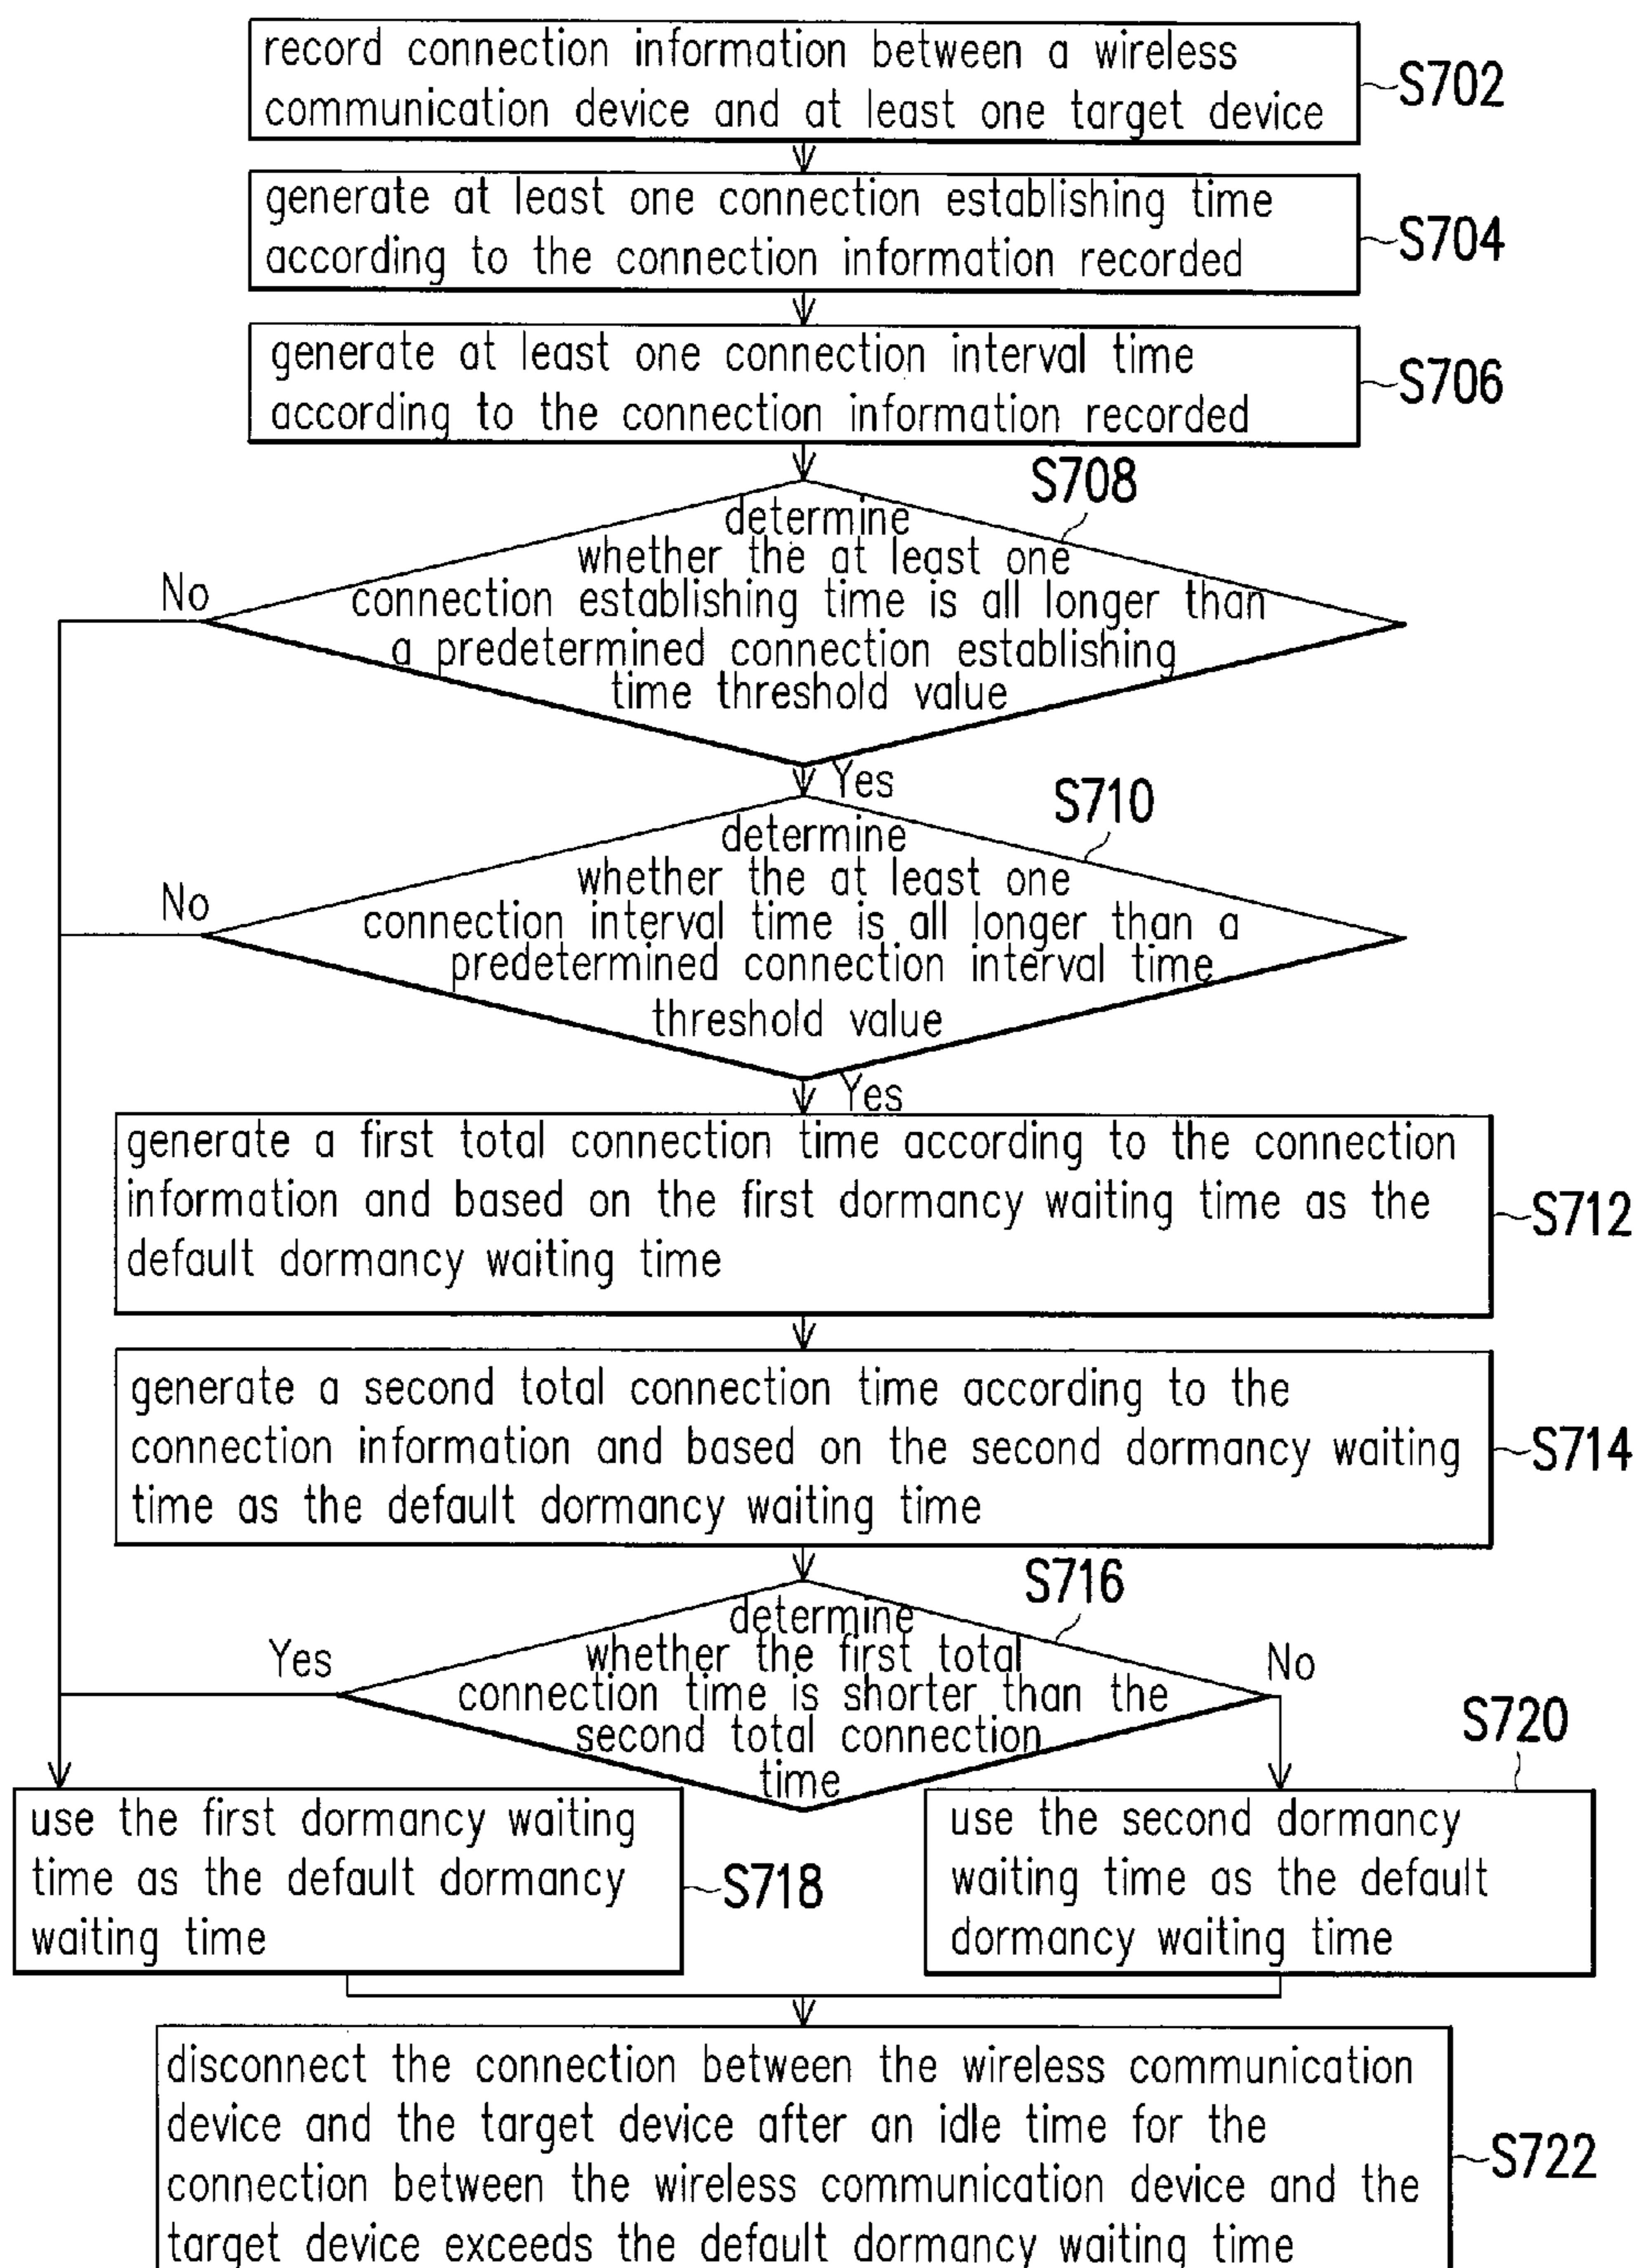 record connection information between a wireless
communication device and at least one target device
S702
generate at least one connection establishing time
according to the connection information recorded
S704
generate at least one connection interval time
according to the connection information recorded
S706
S708
determine
whether the at least one
connection establishing time is all longer than
a predetermined connection establishing
time threshold value
No
Yes
S710
determine
whether the at least one
connection interval time is all longer than a
predetermined connection interval time
threshold value
No
Yes
generate a first total connection time according to the connection
information and based on the first dormancy waiting time as the
default dormancy waiting time
S712
generate a second total connection time according to the
connection information and based on the second dormancy waiting
time as the default dormancy waiting time
S714
S716
determine
whether the first total
connection time is shorter than the
second total connection
time
Yes
No
use the first dormancy waiting
time as the default dormancy
waiting time
S718
S720
use the second dormancy
waiting time as the default
dormancy waiting time
disconnect the connection between the wireless communication
device and the target device after an idle time for the
connection between the wireless communication device and the
target device exceeds the default dormancy waiting time
S722